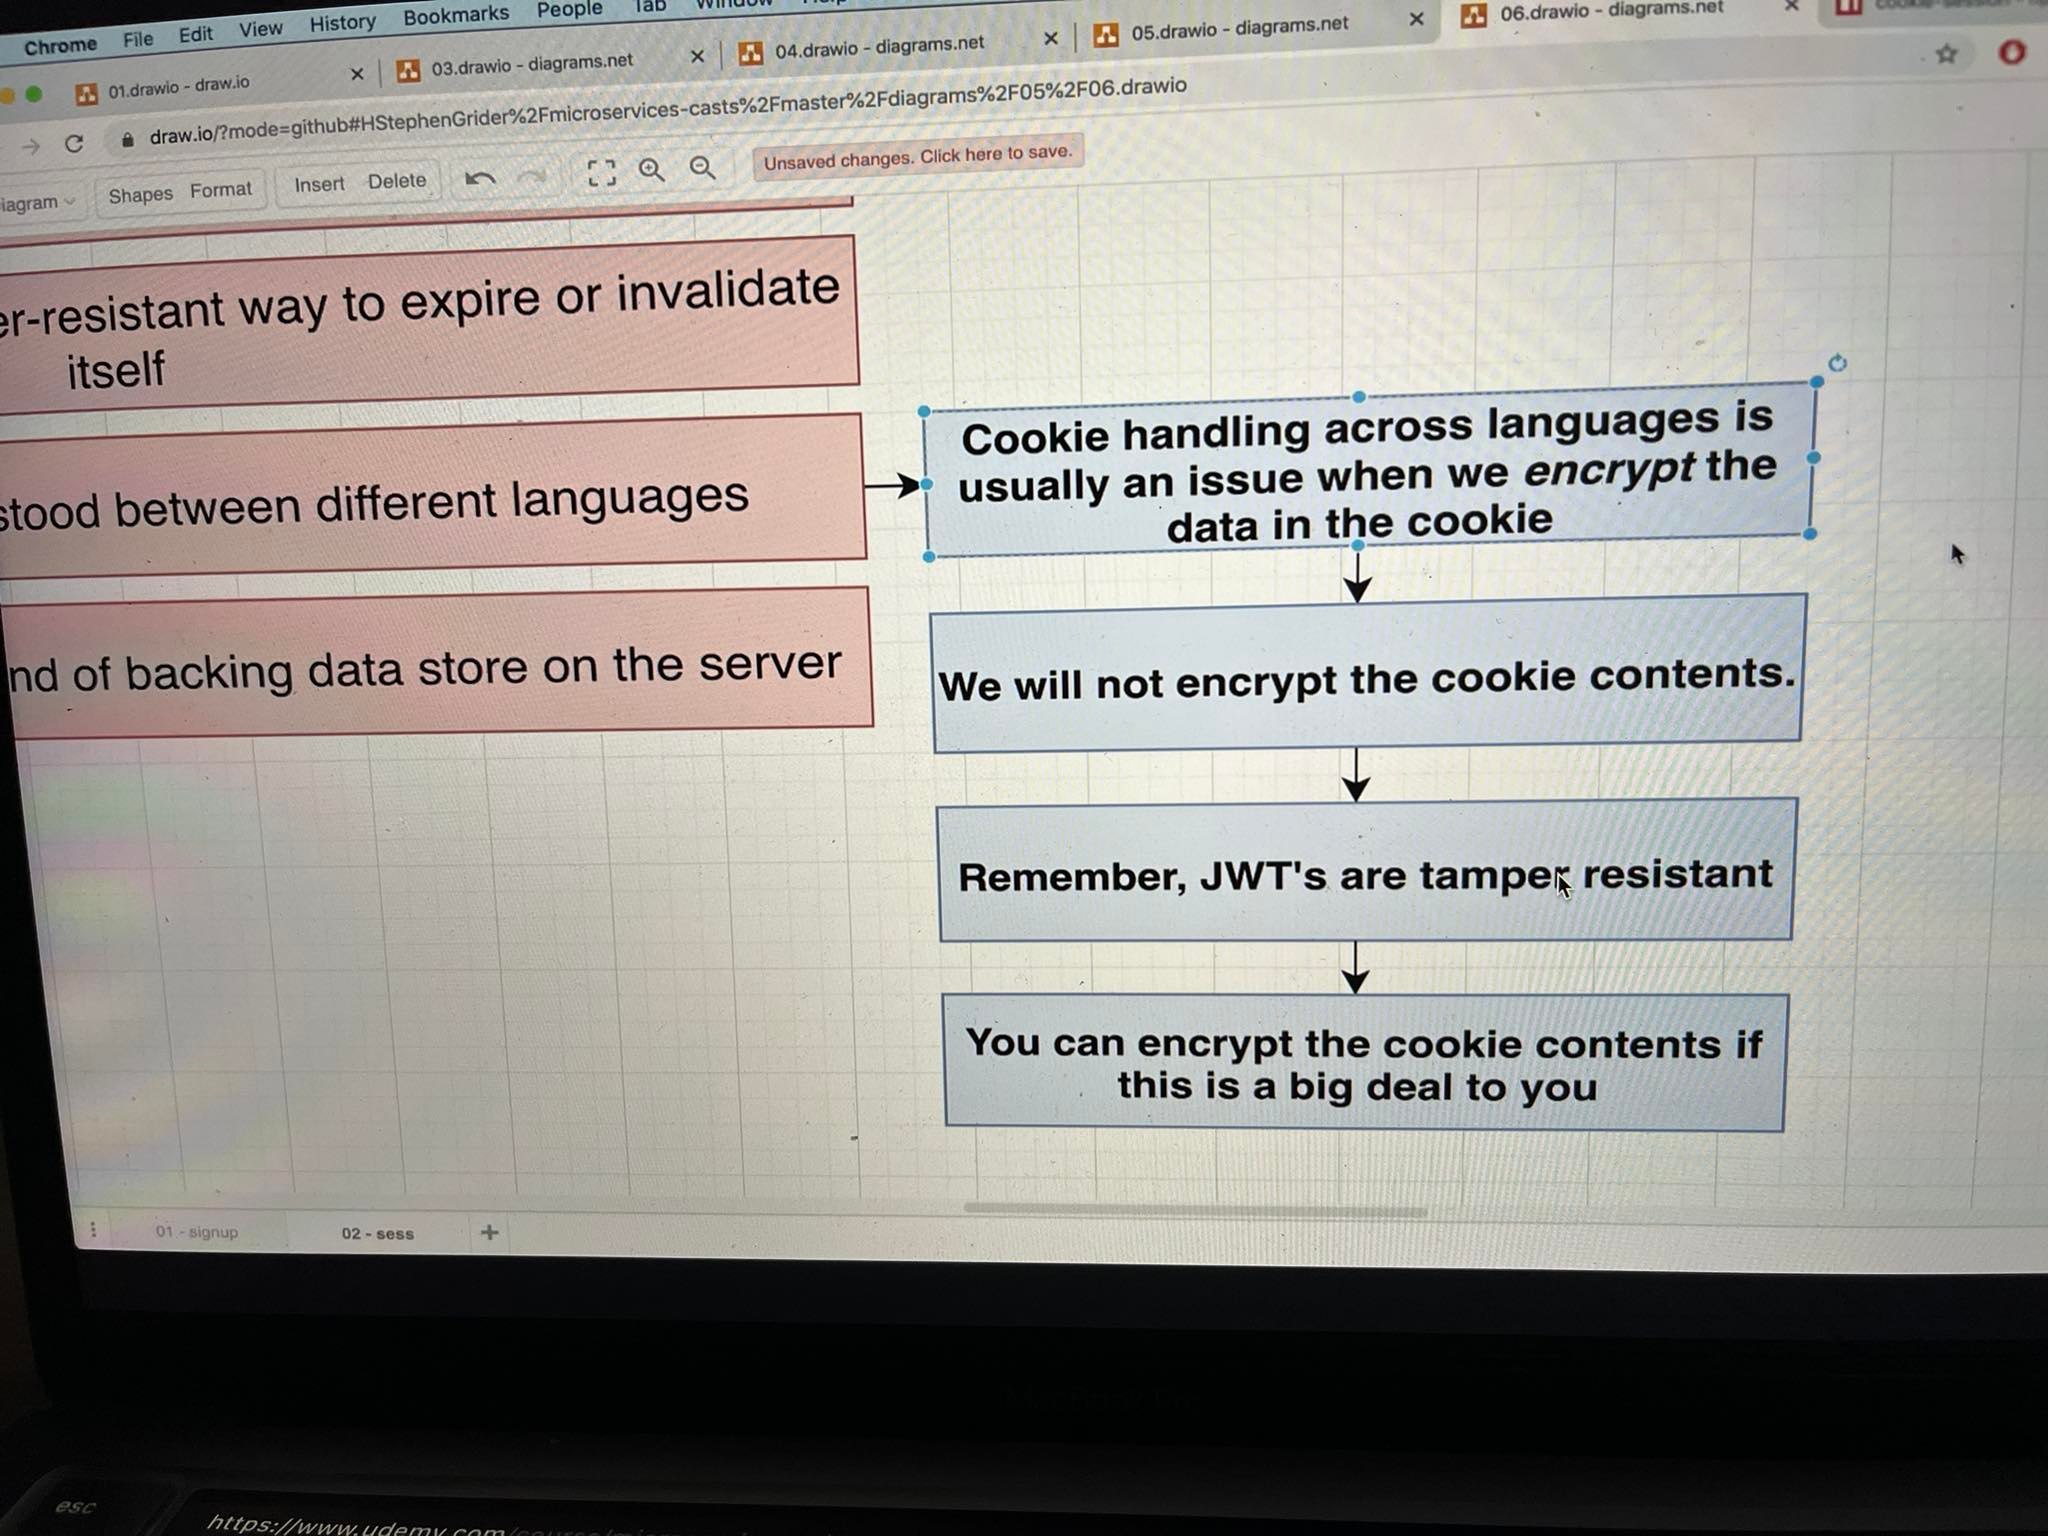 Chrome File Edit View History Bookmarks People Tab
01.drawio - draw.io 03.drawio - diagrams.net 04.drawio - diagrams.net 05.drawio - diagrams.net 06.drawio - diagrams.net
draw.io/?mode=github#HStephenGrider%2Fmicroservices-casts%2Fmaster%2Fdiagrams%2F05%2F06.drawio
iagram Shapes Format Insert Delete Unsaved changes. Click here to save.
er-resistant way to expire or invalidate
itself
stood between different languages
nd of backing data store on the server
Cookie handling across languages is
usually an issue when we encrypt the
data in the cookie
We will not encrypt the cookie contents.
Remember, JWT's are tamper resistant
You can encrypt the cookie contents if
this is a big deal to you
01 - signup 02 - sess
esc
https://www.udemy.com/